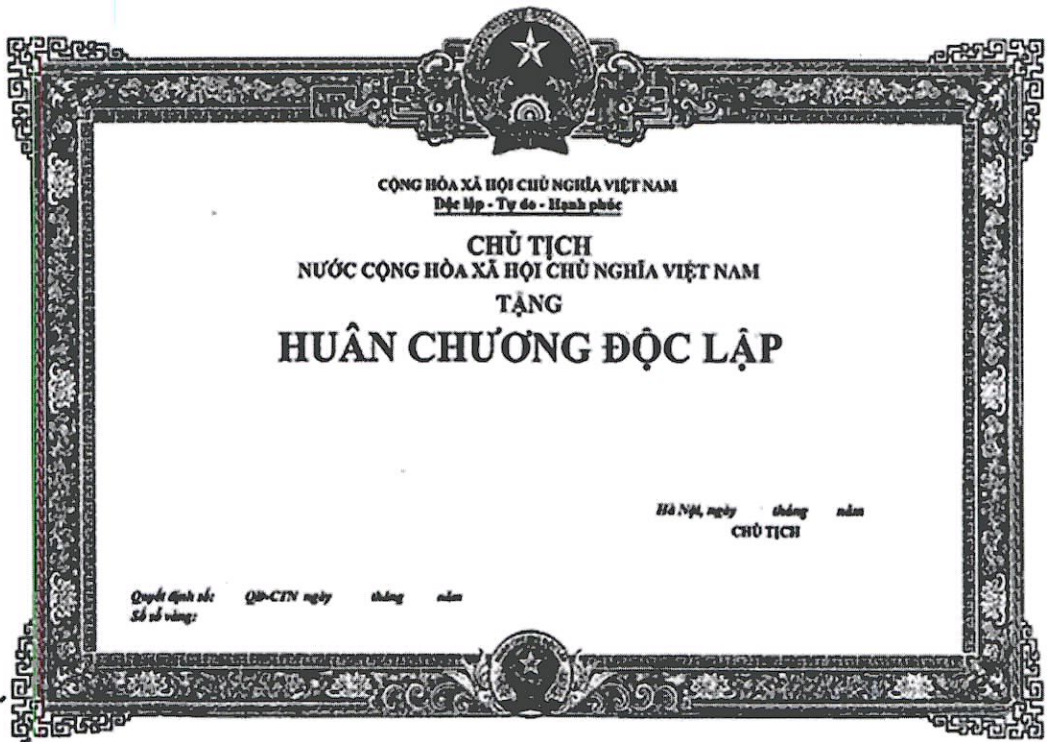 CỘNG HÒA XÃ HỘI CHỦ NGHĨA VIỆT NAM
Độc lập - Tự do - Hạnh phúc
CHỦ TỊCH
NƯỚC CỘNG HÒA XÃ HỘI CHỦ NGHĨA VIỆT NAM
TẶNG
HUÂN CHƯƠNG ĐỘC LẬP
Hà Nội, ngày tháng năm
CHỦ TỊCH
Quyết định số: QĐ-CTN ngày tháng năm
Số sổ vàng: